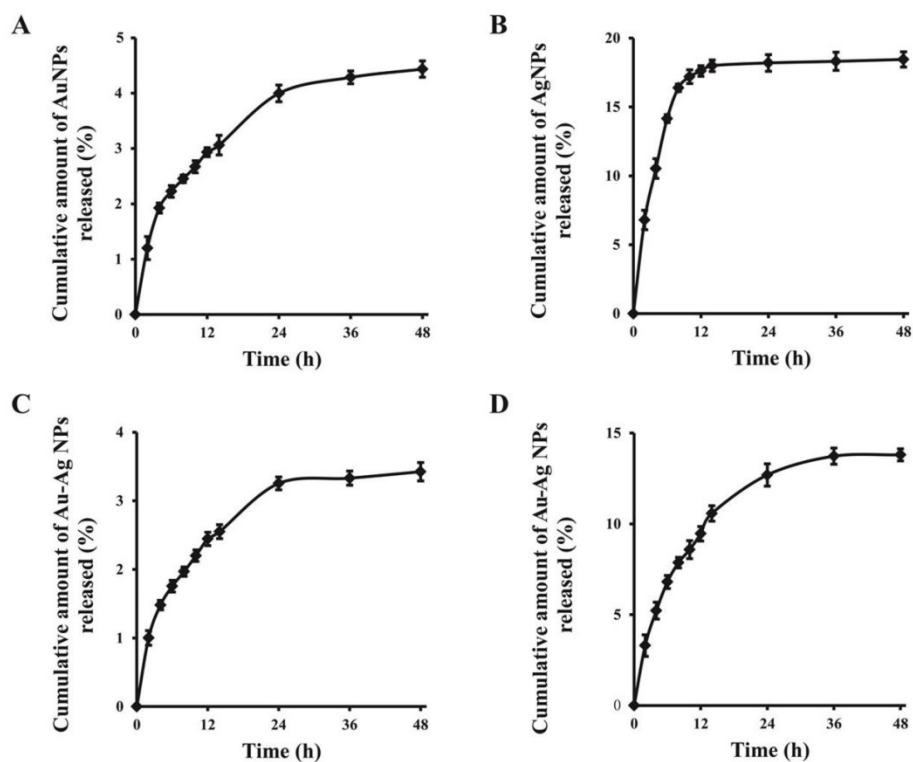 A
Cumulative amount of AuNPs
released (%)
5
4
3
2
1
0
0 12 24 36 48
Time (h)
B
Cumulative amount of AgNPs
released (%)
20
15
10
5
0
0 12 24 36 48
Time (h)
C
Cumulative amount of Au-Ag NPs
released (%)
4
3
2
1
0
0 12 24 36 48
Time (h)
D
Cumulative amount of Au-Ag NPs
released (%)
15
10
5
0
0 12 24 36 48
Time (h)